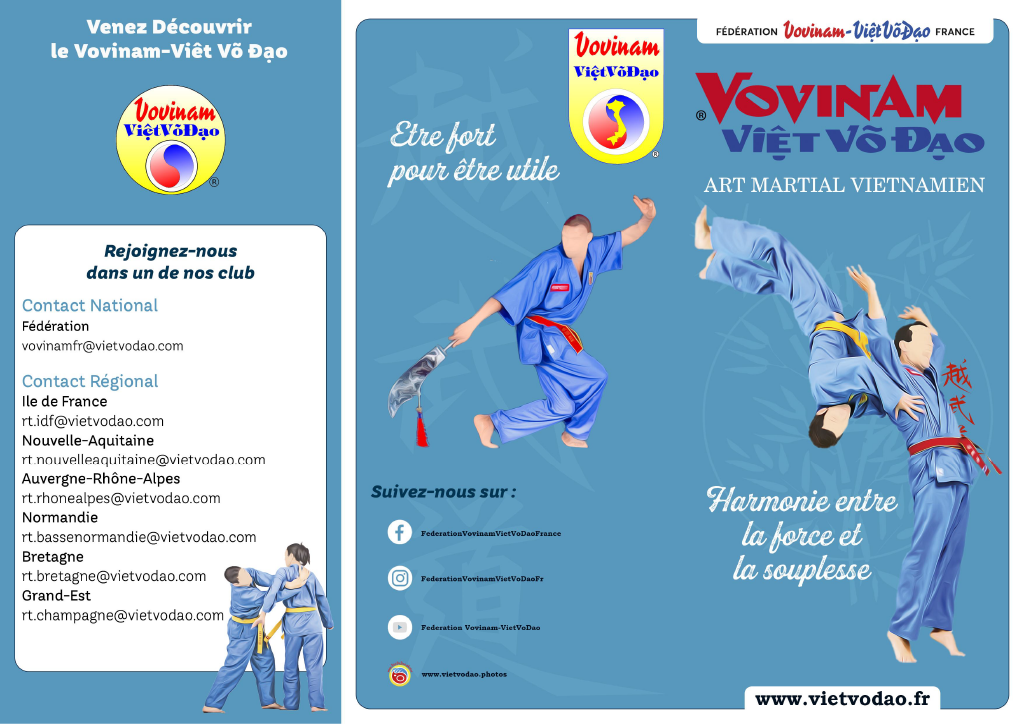 Venez Découvrir
le Vovinam-Viêt Võ Đạo
Vovinam
ViệtVõĐạo
®
Rejoignez-nous
dans un de nos club
Contact National
Fédération
vovinamfr@vietvodao.com
Contact Régional
Ile de France
rt.idf@vietvodao.com
Nouvelle-Aquitaine
rt.nouvelleaquitaine@vietvodao.com
Auvergne-Rhône-Alpes
rt.rhonealpes@vietvodao.com
Normandie
rt.bassenormandie@vietvodao.com
Bretagne
rt.bretagne@vietvodao.com
Grand-Est
rt.champagne@vietvodao.com
Vovinam
ViệtVõĐạo
®
Etre fort
pour être utile
越
武
道
Suivez-nous sur :
FederationVovinamVietVoDaoFrance
FederationVovinamVietVoDaoFr
Federation Vovinam-VietVoDao
www.vietvodao.photos
FÉDÉRATION Vovinam-ViệtVõĐạo FRANCE
® VOVINAM
VIỆT VÕ ĐẠO
ART MARTIAL VIETNAMIEN
越
武
Harmonie entre
la force et
la souplesse
www.vietvodao.fr